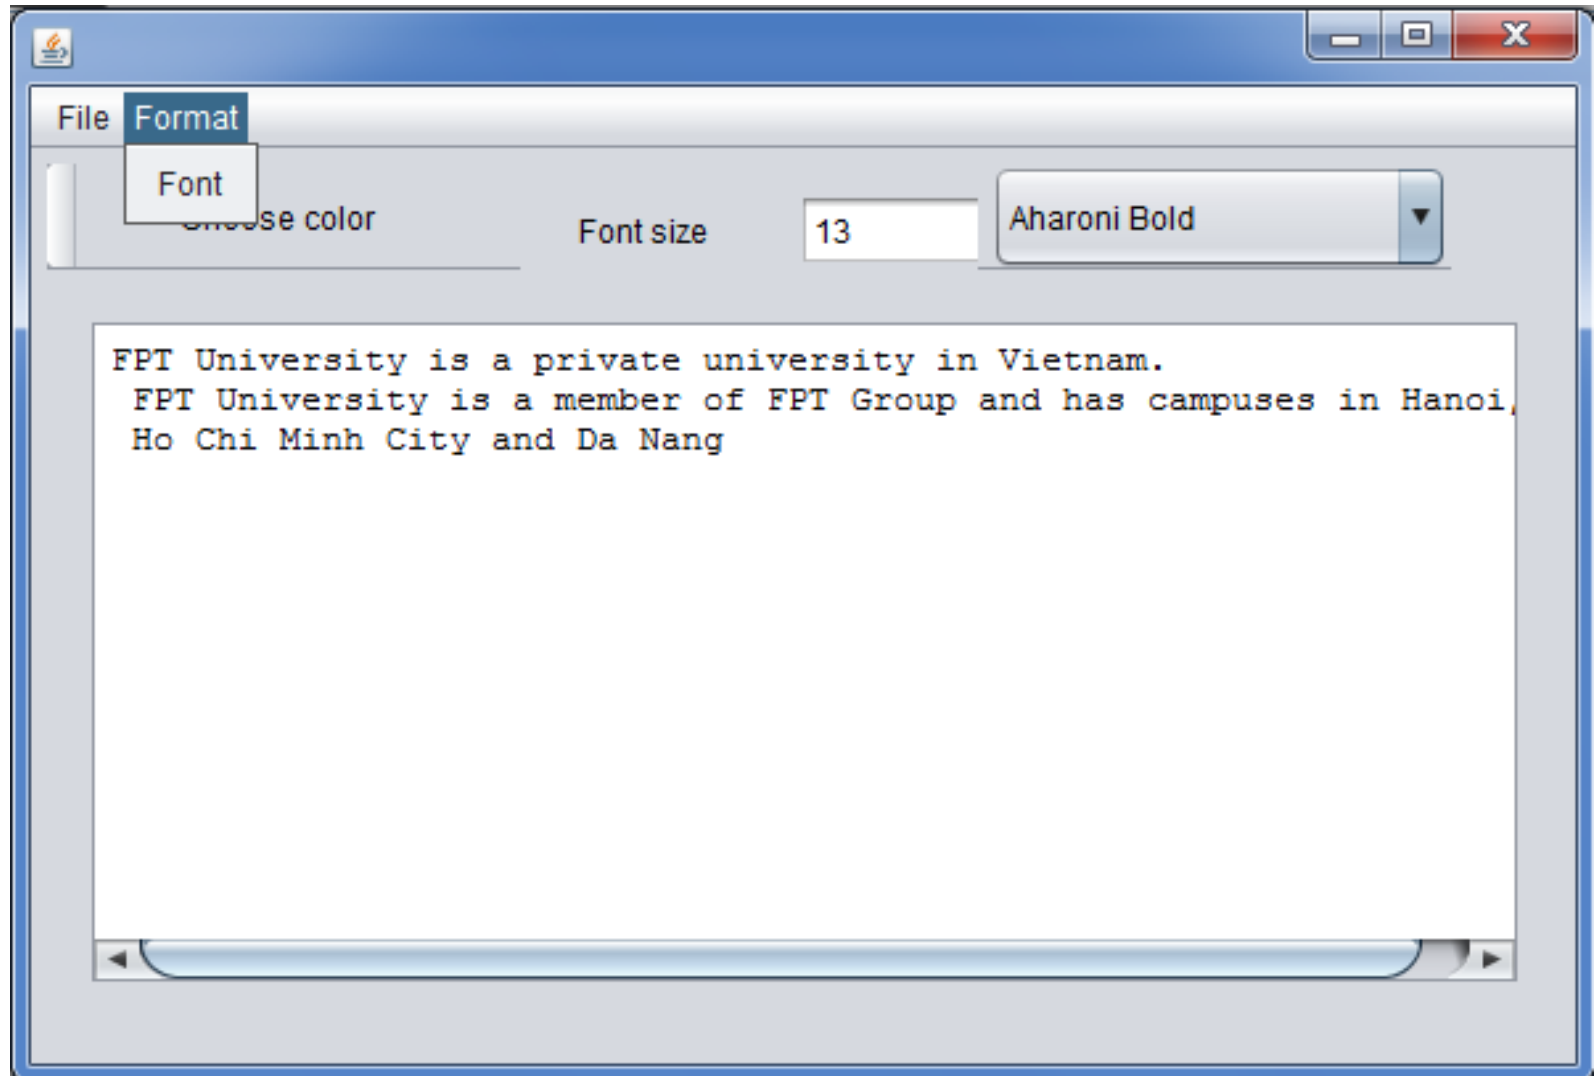 File Format
Font
Choose color Font size 13 Aharoni Bold
FPT University is a private university in Vietnam.
FPT University is a member of FPT Group and has campuses in Hanoi,
Ho Chi Minh City and Da Nang